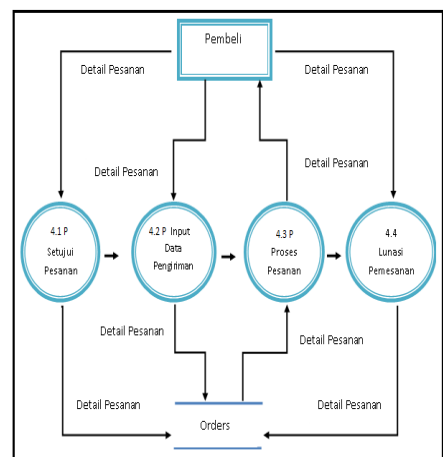 Pembeli
Detail Pesanan
Detail Pesanan
Detail Pesanan
Detail Pesanan
4.1 P
Setujui
Pesanan
4.2 P Input
Data
Pengiriman
4.3 P
Proses
Pesanan
4.4
Lunasi
Pemesanan
Detail Pesanan
Detail Pesanan
Detail Pesanan
Detail Pesanan
Orders